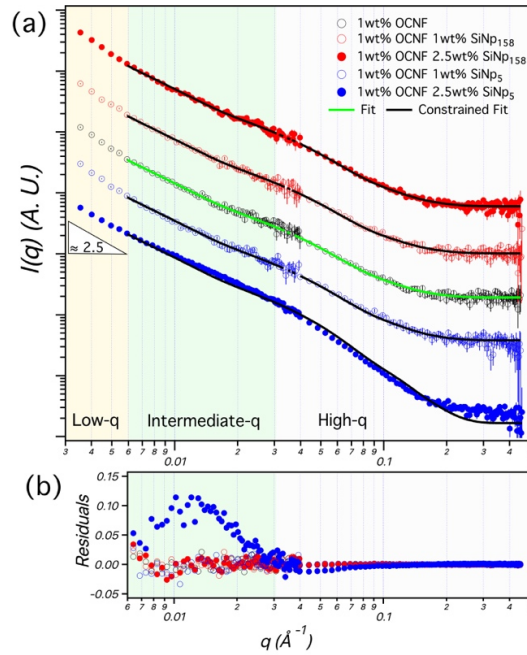 (a)
1wt% OCNF
1wt% OCNF 1wt% SiNp₁₅₈
1wt% OCNF 2.5wt% SiNp₁₅₈
1wt% OCNF 1wt% SiNp₅
1wt% OCNF 2.5wt% SiNp₅
Fit Constrained Fit
I(q) (A. U.)
≈ 2.5
Low-q Intermediate-q High-q
3 4 5 6 7 8 9 0.01 2 3 4 5 6 7 8 9 0.1 2 3 4
(b)
Residuals
0.15
0.10
0.05
0.00
-0.05
6 7 8 9 0.01 2 3 4 5 6 7 8 9 0.1 2 3 4
q (Å⁻¹)